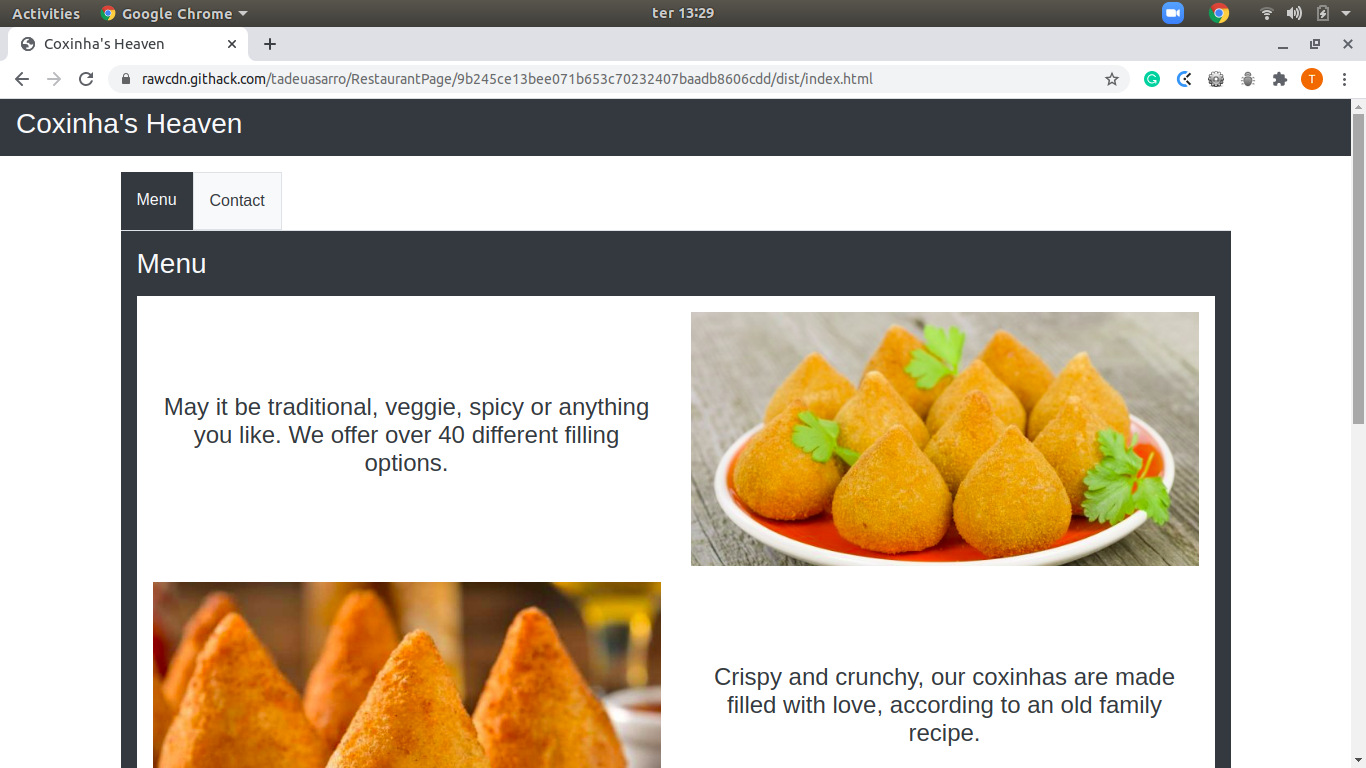 Activities
Google Chrome
ter 13:29
Coxinha's Heaven
rawcdn.githack.com/tadeuasarro/RestaurantPage/9b245ce13bee071b653c70232407baadb8606cdd/dist/index.html
T
Coxinha's Heaven
Menu
Contact
Menu
May it be traditional, veggie, spicy or anything
you like. We offer over 40 different filling
options.
Crispy and crunchy, our coxinhas are made
filled with love, according to an old family
recipe.